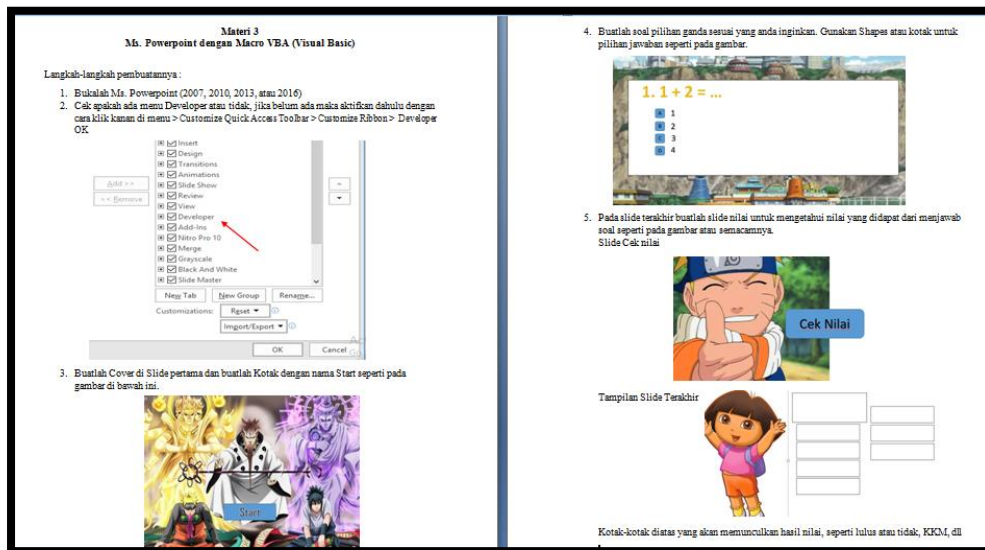 Materi 3
Ms. Powerpoint dengan Macro VBA (Visual Basic)
Langkah-langkah pembuatannya :
1. Bukalah Ms. Powerpoint (2007, 2010, 2013, atau 2016)
2. Cek apakah ada menu Developer atau tidak, jika belum ada maka aktifkan dahulu dengan
cara klik kanan di menu > Customize Quick Access Toolbar > Customize Ribbon > Developer
OK
Insert
Design
Transitions
Animations
Add >>
Slide Show
<< Remove
Review
View
Developer
Add-Ins
Nitro Pro 10
Merge
Grayscale
Black And White
Slide Master
New Tab
New Group
Rename...
Customizations:
Reset
Import/Export
OK
Cancel
3. Buatlah Cover di Slide pertama dan buatlah Kotak dengan nama Start seperti pada
gambar di bawah ini.
Start
4. Buatlah soal pilihan ganda sesuai yang anda inginkan. Gunakan Shapes atau kotak untuk
pilihan jawaban seperti pada gambar.
1. 1 + 2 = ...
A 1
B 2
C 3
D 4
5. Pada slide terakhir buatlah slide nilai untuk mengetahui nilai yang didapat dari menjawab
soal seperti pada gambar atau semacamnya.
Slide Cek nilai
Cek Nilai
Tampilan Slide Terakhir
Kotak-kotak diatas yang akan memunculkan hasil nilai, seperti lulus atau tidak, KKM, dll